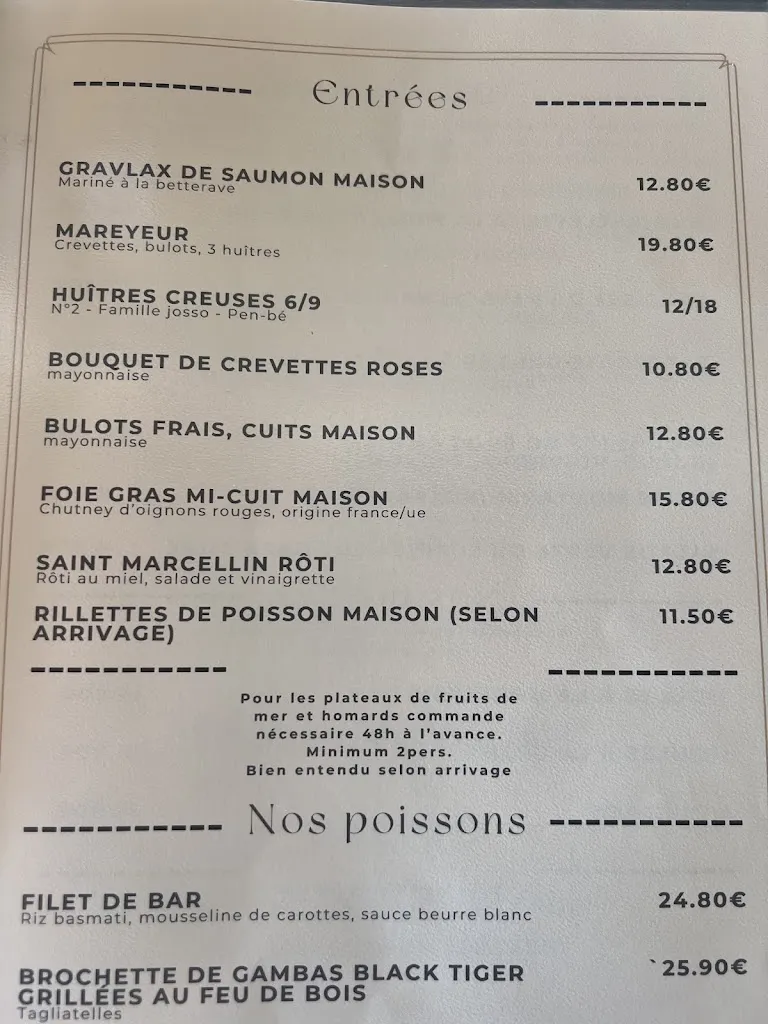 Entrées
GRAVLAX DE SAUMON MAISON 12.80€
Mariné à la betterave
MAREYEUR 19.80€
Crevettes, bulots, 3 huîtres
HUÎTRES CREUSES 6/9 12/18
N°2 - Famille josso - Pen-bé
BOUQUET DE CREVETTES ROSES 10.80€
mayonnaise
BULOTS FRAIS, CUITS MAISON 12.80€
mayonnaise
FOIE GRAS MI-CUIT MAISON 15.80€
Chutney d'oignons rouges, origine france/ue
SAINT MARCELLIN RÔTI 12.80€
Rôti au miel, salade et vinaigrette
RILLETTES DE POISSON MAISON (SELON 11.50€
ARRIVAGE)
Pour les plateaux de fruits de
mer et homards commande
nécessaire 48h à l'avance.
Minimum 2pers.
Bien entendu selon arrivage
Nos poissons
FILET DE BAR 24.80€
Riz basmati, mousseline de carottes, sauce beurre blanc
BROCHETTE DE GAMBAS BLACK TIGER `25.90€
GRILLÉES AU FEU DE BOIS
Tagliatelles